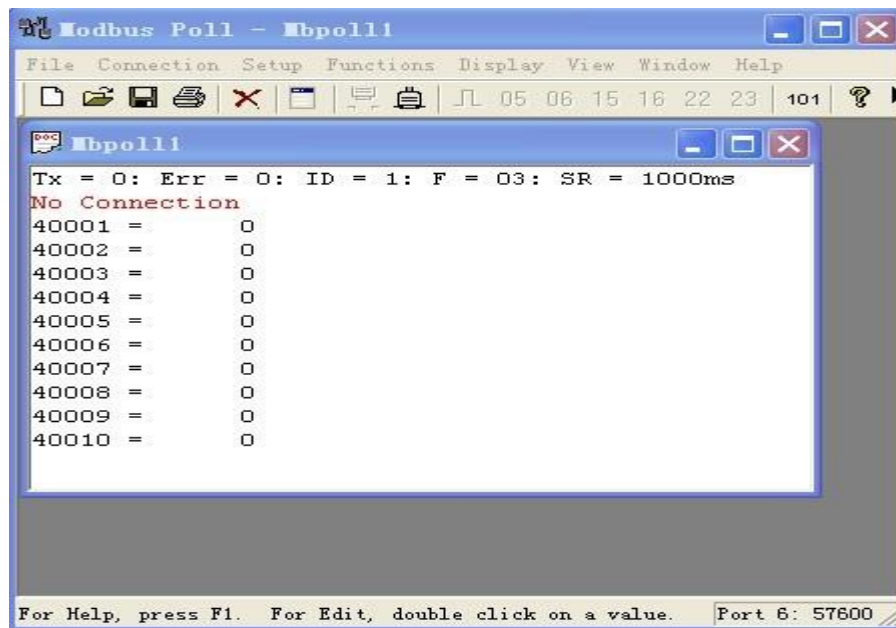 Modbus Poll - Mbpoll1
File Connection Setup Functions Display View Window Help
05 06 15 16 22 23 101
Mbpoll1
Tx = 0: Err = 0: ID = 1: F = 03: SR = 1000ms
No Connection
40001 = 0
40002 = 0
40003 = 0
40004 = 0
40005 = 0
40006 = 0
40007 = 0
40008 = 0
40009 = 0
40010 = 0
For Help, press F1. For Edit, double click on a value. Port 6: 57600